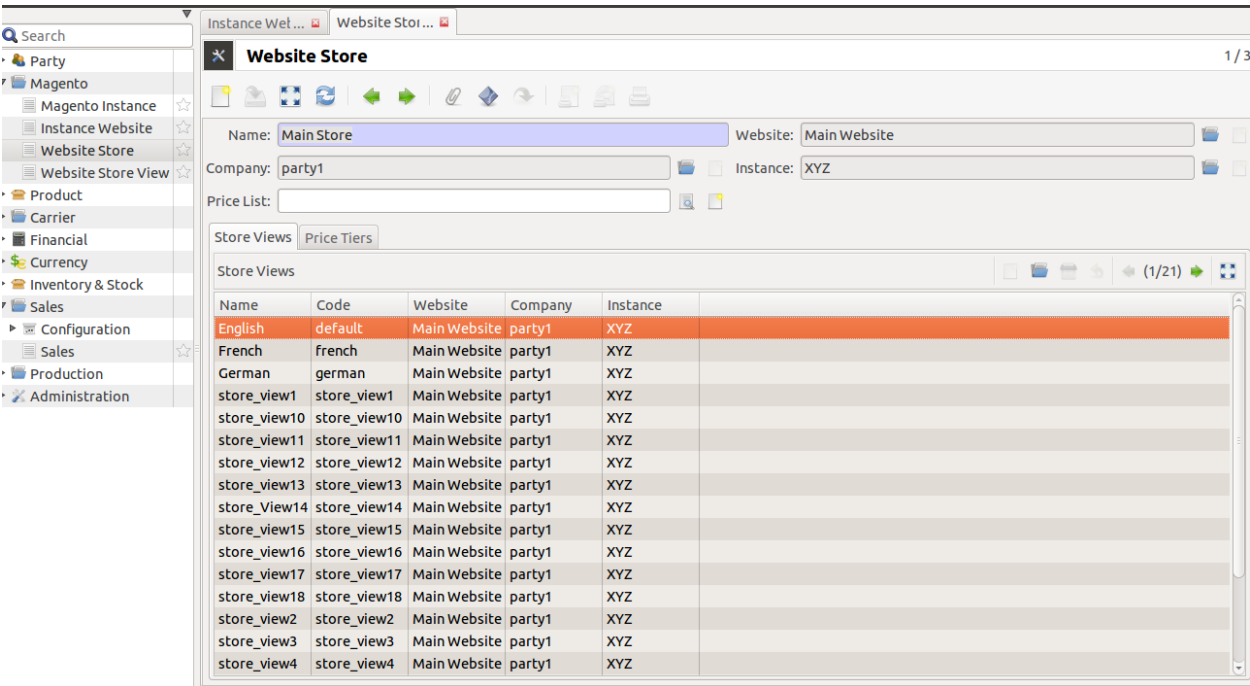 Instance Wel ... Website Stor...
Search
Website Store 1 / 3
Party
Magento
Magento Instance
Instance Website
Website Store
Website Store View
Product
Carrier
Financial
Currency
Inventory & Stock
Sales
Configuration
Sales
Production
Administration
Name: Main Store Website: Main Website
Company: party1 Instance: XYZ
Price List:
Store Views Price Tiers
Store Views (1/21)
Name Code Website Company Instance
English default Main Website party1 XYZ
French french Main Website party1 XYZ
German german Main Website party1 XYZ
store_view1 store_view1 Main Website party1 XYZ
store_view10 store_view10 Main Website party1 XYZ
store_view11 store_view11 Main Website party1 XYZ
store_view12 store_view12 Main Website party1 XYZ
store_view13 store_view13 Main Website party1 XYZ
store_View14 store_view14 Main Website party1 XYZ
store_view15 store_view15 Main Website party1 XYZ
store_view16 store_view16 Main Website party1 XYZ
store_view17 store_view17 Main Website party1 XYZ
store_view18 store_view18 Main Website party1 XYZ
store_view2 store_view2 Main Website party1 XYZ
store_view3 store_view3 Main Website party1 XYZ
store_view4 store_view4 Main Website party1 XYZ